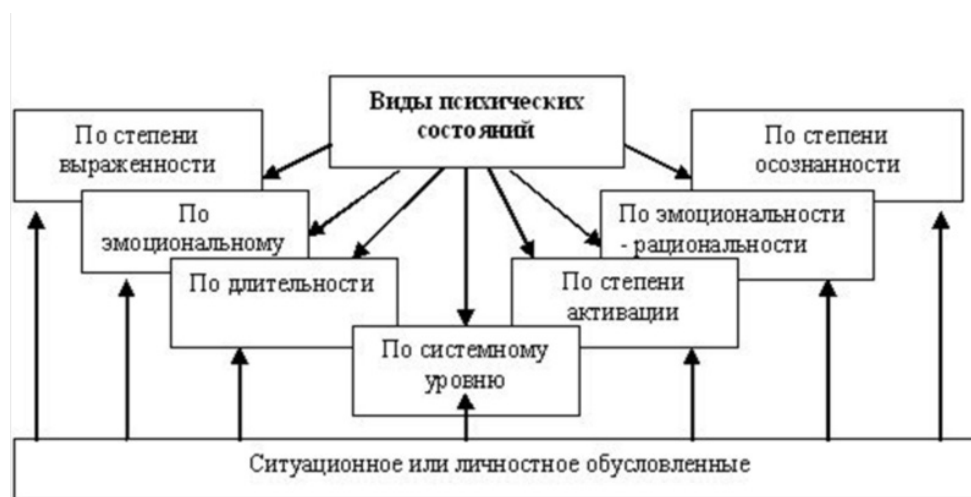 Виды психических
состояний
По степени
выраженности
По степени
осознанности
По
эмоциональному
По эмоциональности
- рациональности
По длительности
По степени
активации
По системному
уровню
Ситуационное или личностное обусловленные